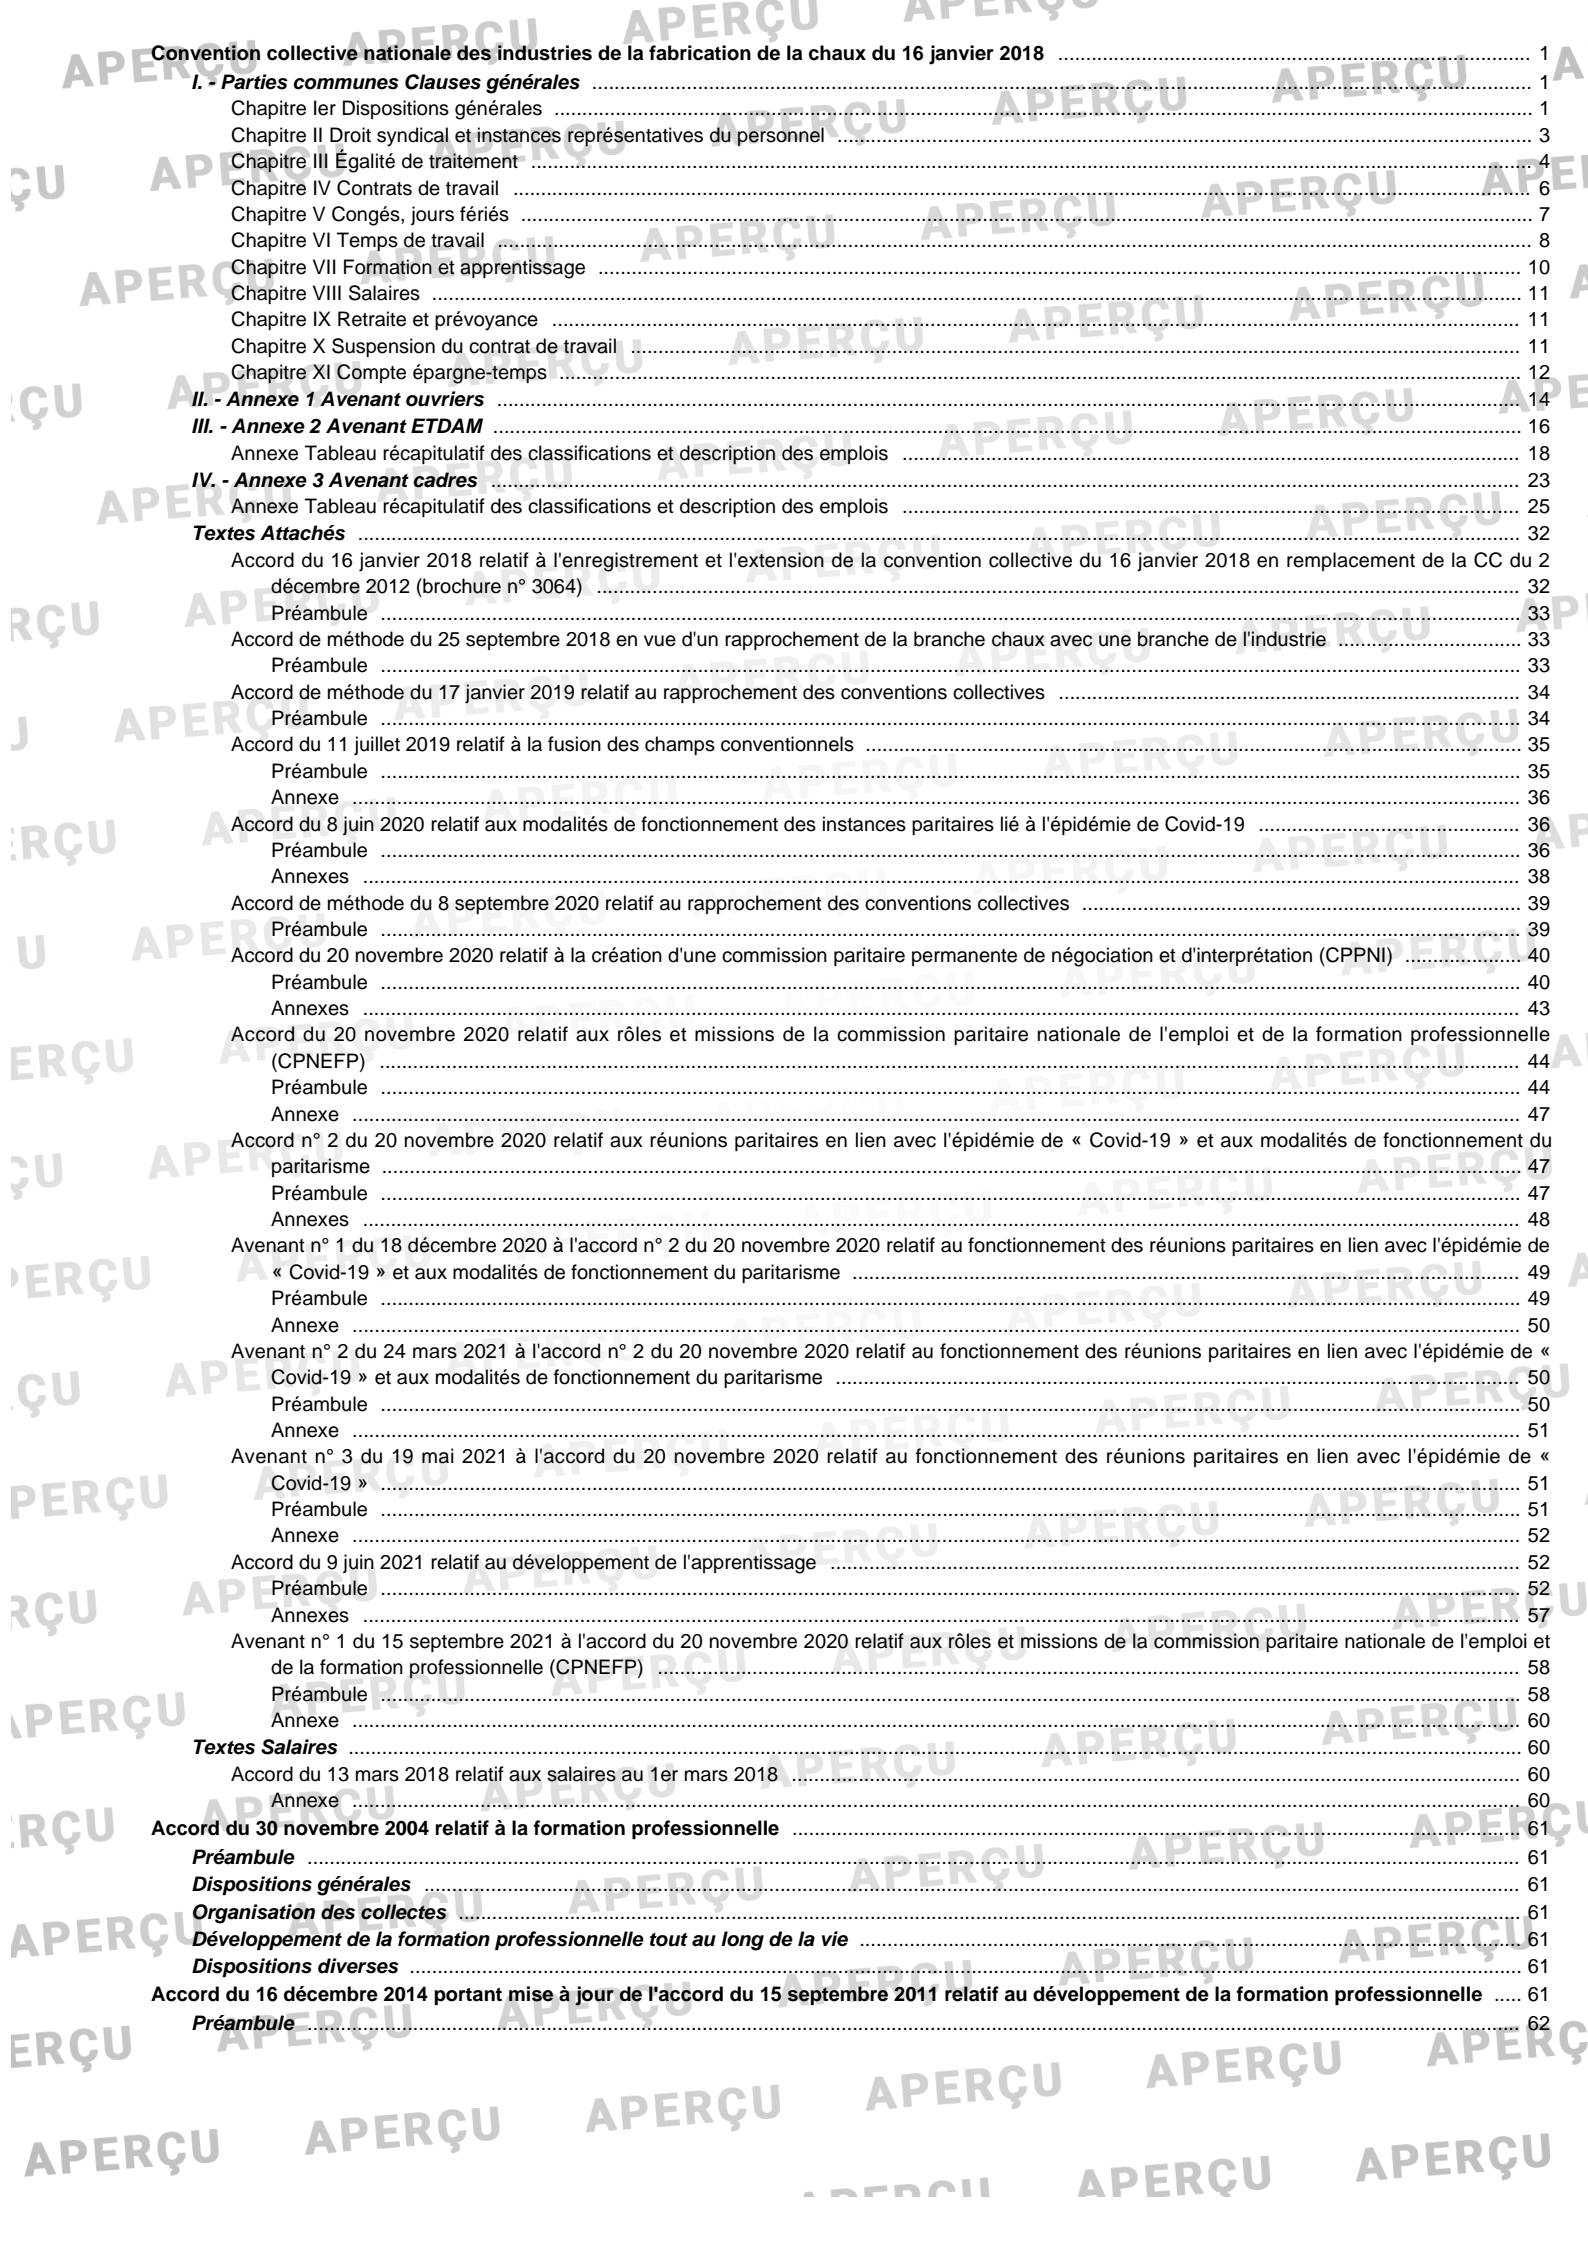 Convention collective nationale des industries de la fabrication de la chaux du 16 janvier 2018 ..... 1
I. - Parties communes Clauses générales ..... 1
Chapitre Ier Dispositions générales ..... 1
Chapitre II Droit syndical et instances représentatives du personnel ..... 3
Chapitre III Égalité de traitement ..... 4
Chapitre IV Contrats de travail ..... 6
Chapitre V Congés, jours fériés ..... 7
Chapitre VI Temps de travail ..... 8
Chapitre VII Formation et apprentissage ..... 10
Chapitre VIII Salaires ..... 11
Chapitre IX Retraite et prévoyance ..... 11
Chapitre X Suspension du contrat de travail ..... 11
Chapitre XI Compte épargne-temps ..... 12
II. - Annexe 1 Avenant ouvriers ..... 14
III. - Annexe 2 Avenant ETDAM ..... 16
Annexe Tableau récapitulatif des classifications et description des emplois ..... 18
IV. - Annexe 3 Avenant cadres ..... 23
Annexe Tableau récapitulatif des classifications et description des emplois ..... 25
Textes Attachés ..... 32
Accord du 16 janvier 2018 relatif à l'enregistrement et l'extension de la convention collective du 16 janvier 2018 en remplacement de la CC du 2
décembre 2012 (brochure n° 3064) ..... 32
Préambule ..... 33
Accord de méthode du 25 septembre 2018 en vue d'un rapprochement de la branche chaux avec une branche de l'industrie ..... 33
Préambule ..... 33
Accord de méthode du 17 janvier 2019 relatif au rapprochement des conventions collectives ..... 34
Préambule ..... 34
Accord du 11 juillet 2019 relatif à la fusion des champs conventionnels ..... 35
Préambule ..... 35
Annexe ..... 36
Accord du 8 juin 2020 relatif aux modalités de fonctionnement des instances paritaires lié à l'épidémie de Covid-19 ..... 36
Préambule ..... 36
Annexes ..... 38
Accord de méthode du 8 septembre 2020 relatif au rapprochement des conventions collectives ..... 39
Préambule ..... 39
Accord du 20 novembre 2020 relatif à la création d'une commission paritaire permanente de négociation et d'interprétation (CPPNI) ..... 40
Préambule ..... 40
Annexes ..... 43
Accord du 20 novembre 2020 relatif aux rôles et missions de la commission paritaire nationale de l'emploi et de la formation professionnelle
(CPNEFP) ..... 44
Préambule ..... 44
Annexe ..... 47
Accord n° 2 du 20 novembre 2020 relatif aux réunions paritaires en lien avec l'épidémie de « Covid-19 » et aux modalités de fonctionnement du
paritarisme ..... 47
Préambule ..... 47
Annexes ..... 48
Avenant n° 1 du 18 décembre 2020 à l'accord n° 2 du 20 novembre 2020 relatif au fonctionnement des réunions paritaires en lien avec l'épidémie de
« Covid-19 » et aux modalités de fonctionnement du paritarisme ..... 49
Préambule ..... 49
Annexe ..... 50
Avenant n° 2 du 24 mars 2021 à l'accord n° 2 du 20 novembre 2020 relatif au fonctionnement des réunions paritaires en lien avec l'épidémie de «
Covid-19 » et aux modalités de fonctionnement du paritarisme ..... 50
Préambule ..... 50
Annexe ..... 51
Avenant n° 3 du 19 mai 2021 à l'accord du 20 novembre 2020 relatif au fonctionnement des réunions paritaires en lien avec l'épidémie de «
Covid-19 » ..... 51
Préambule ..... 51
Annexe ..... 52
Accord du 9 juin 2021 relatif au développement de l'apprentissage ..... 52
Préambule ..... 52
Annexes ..... 57
Avenant n° 1 du 15 septembre 2021 à l'accord du 20 novembre 2020 relatif aux rôles et missions de la commission paritaire nationale de l'emploi et
de la formation professionnelle (CPNEFP) ..... 58
Préambule ..... 58
Annexe ..... 60
Textes Salaires ..... 60
Accord du 13 mars 2018 relatif aux salaires au 1er mars 2018 ..... 60
Annexe ..... 60
Accord du 30 novembre 2004 relatif à la formation professionnelle ..... 61
Préambule ..... 61
Dispositions générales ..... 61
Organisation des collectes ..... 61
Développement de la formation professionnelle tout au long de la vie ..... 61
Dispositions diverses ..... 61
Accord du 16 décembre 2014 portant mise à jour de l'accord du 15 septembre 2011 relatif au développement de la formation professionnelle ..... 61
Préambule ..... 62
APERÇU